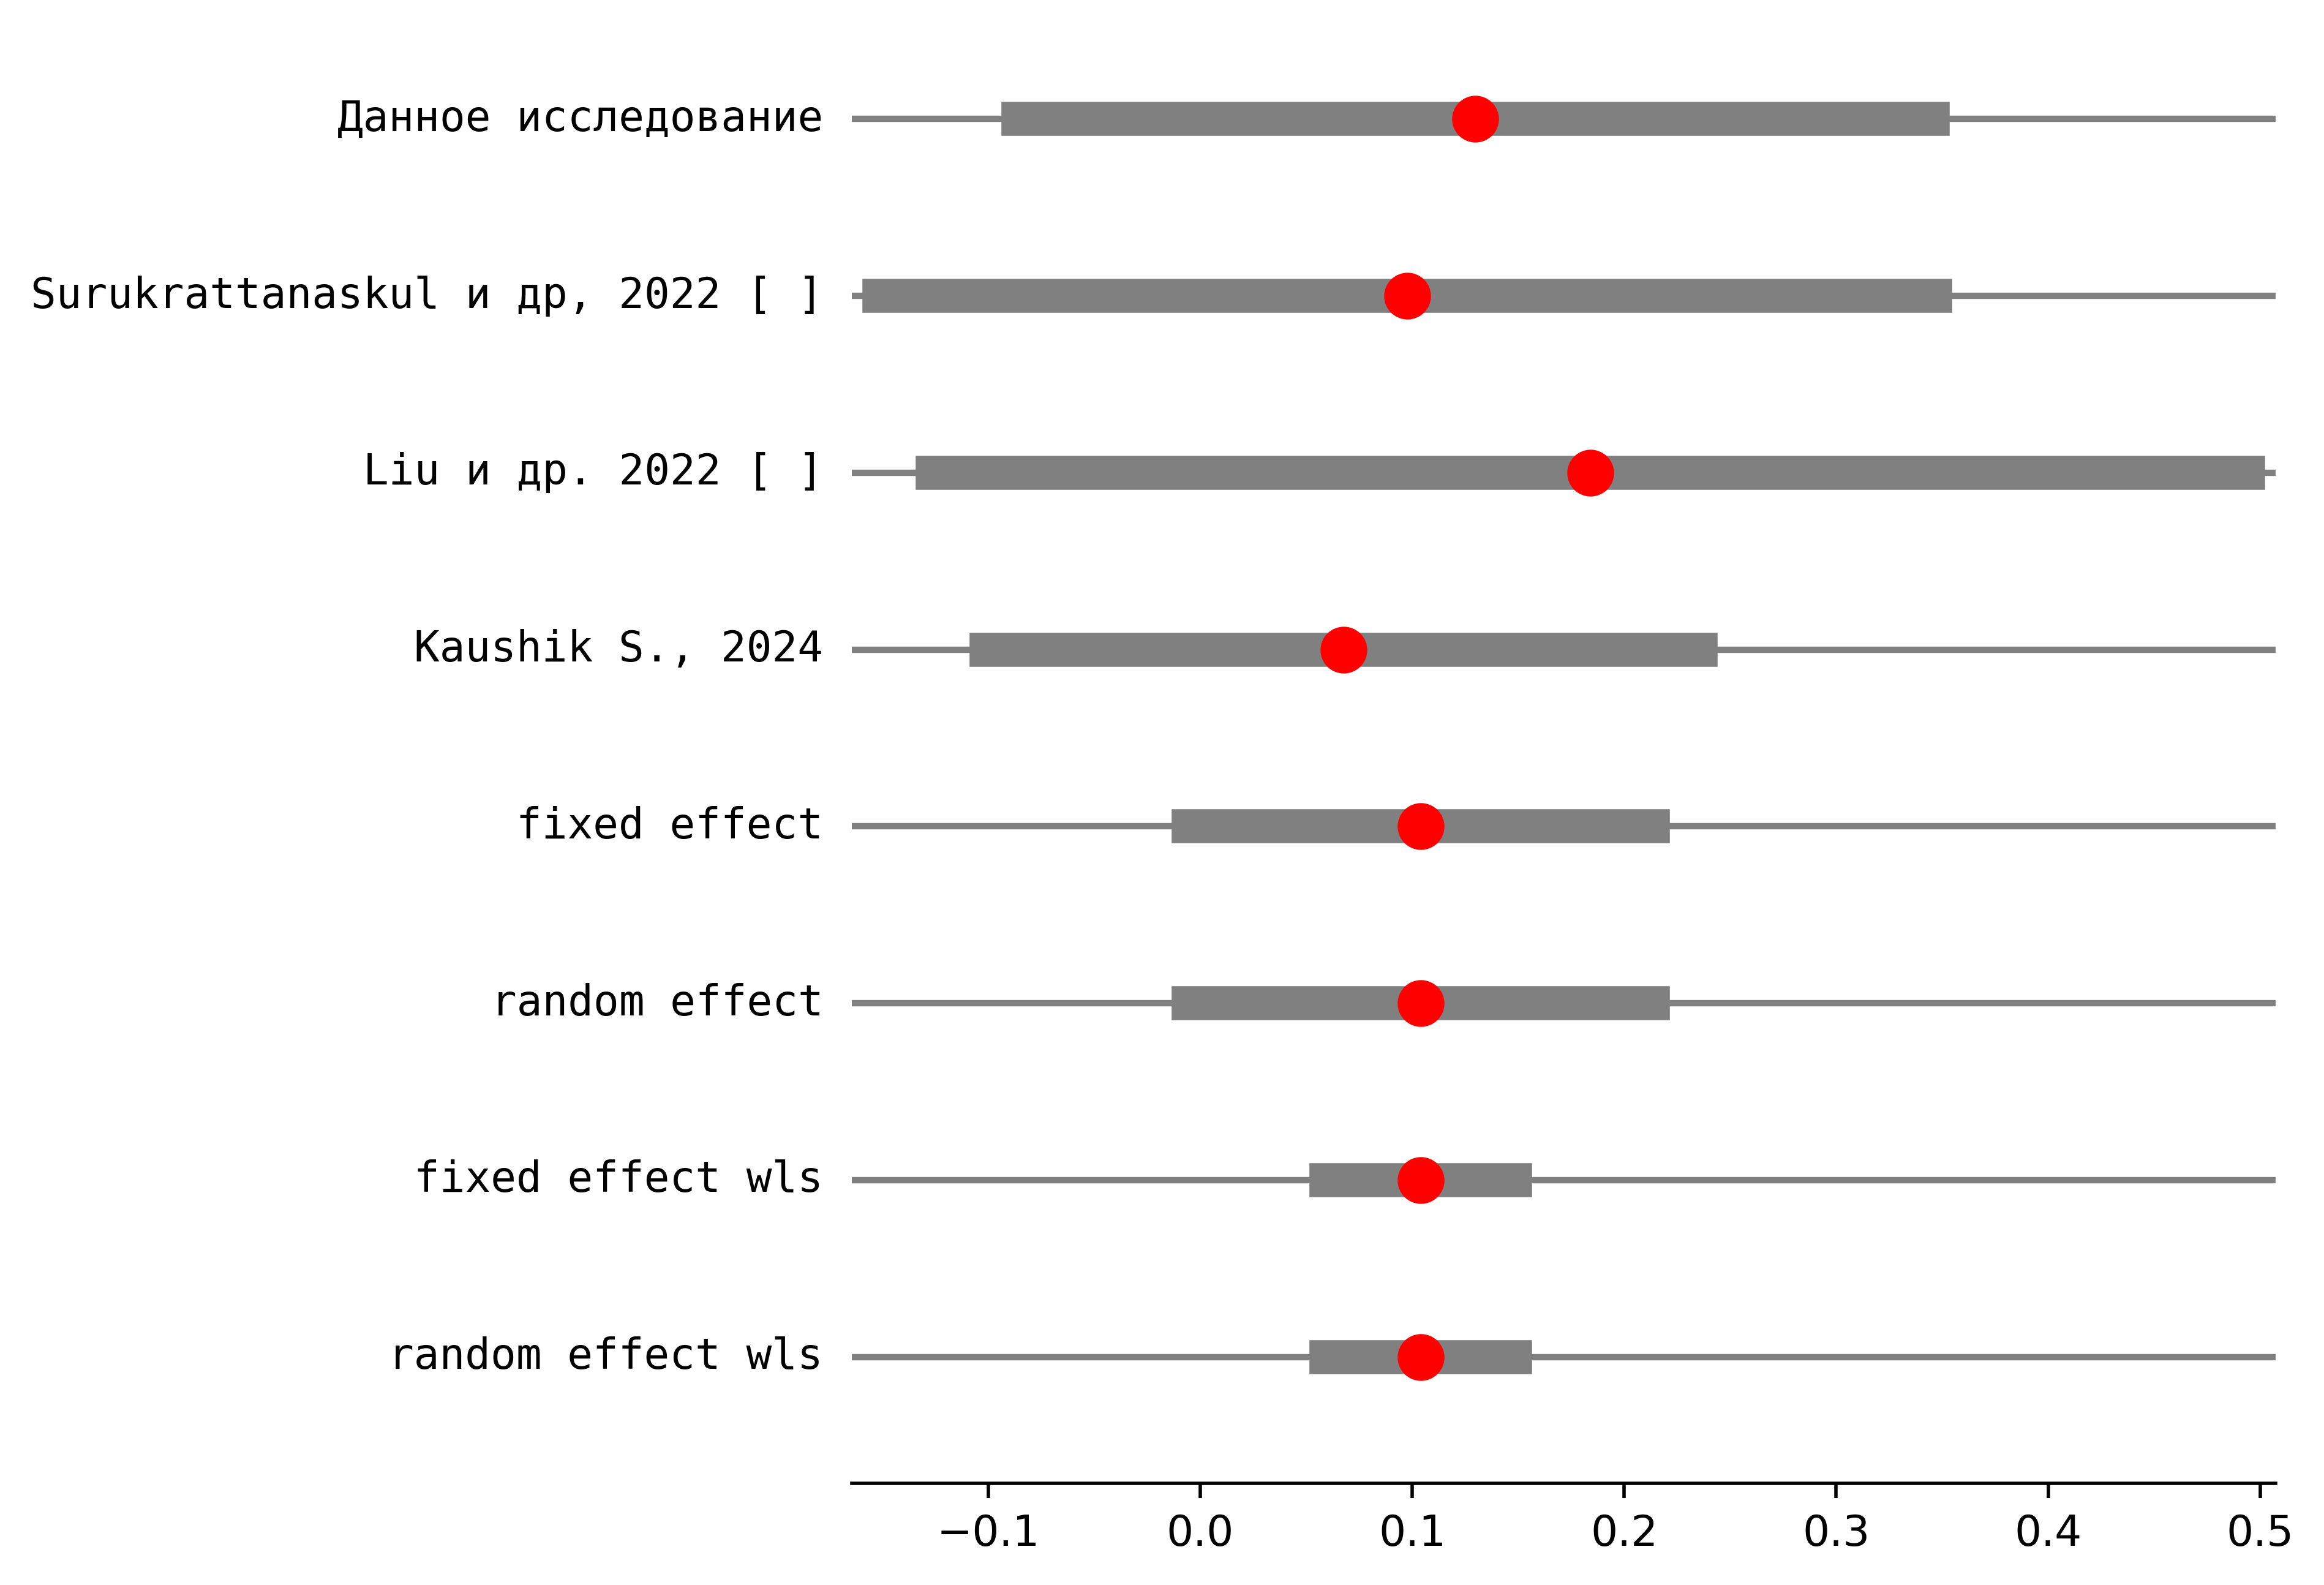 Данное исследование
Surukrattanaskul и др, 2022 [ ]
Liu и др. 2022 [ ]
Kaushik S., 2024
fixed effect
random effect
fixed effect wls
random effect wls
−0.1 0.0 0.1 0.2 0.3 0.4 0.5